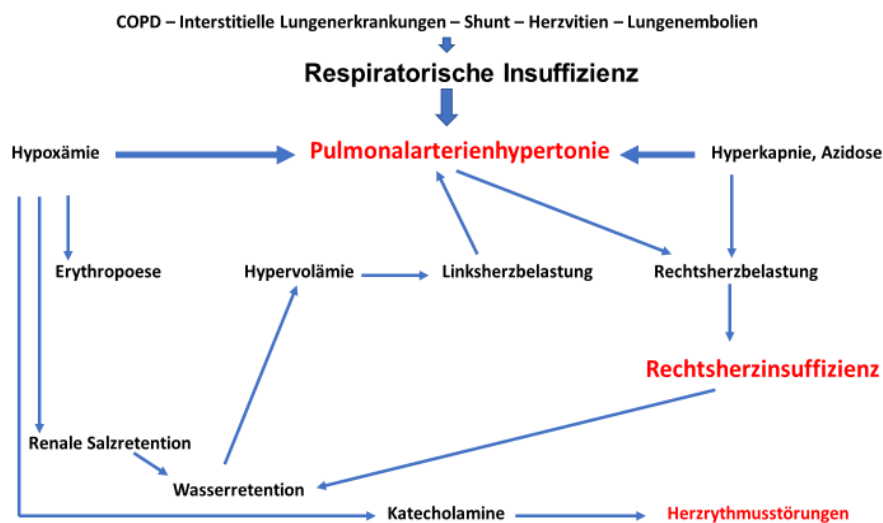 COPD – Interstitielle Lungenerkrankungen – Shunt – Herzvitien – Lungenembolien
Respiratorische Insuffizienz
Hypoxämie
Pulmonalarterienhypertonie
Hyperkapnie, Azidose
Erythropoese
Hypervolämie
Linksherzbelastung
Rechtsherzbelastung
Rechtsherzinsuffizienz
Renale Salzretention
Wasserretention
Katecholamine
Herzrythmusstörungen